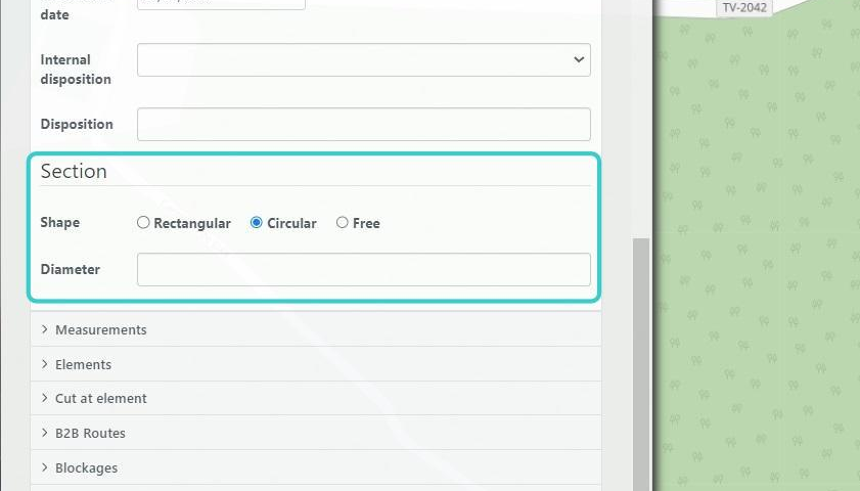 TV-2042
date
Internal
disposition
Disposition
Section
Shape
Rectangular Circular Free
Diameter
Measurements
Elements
Cut at element
B2B Routes
Blockages